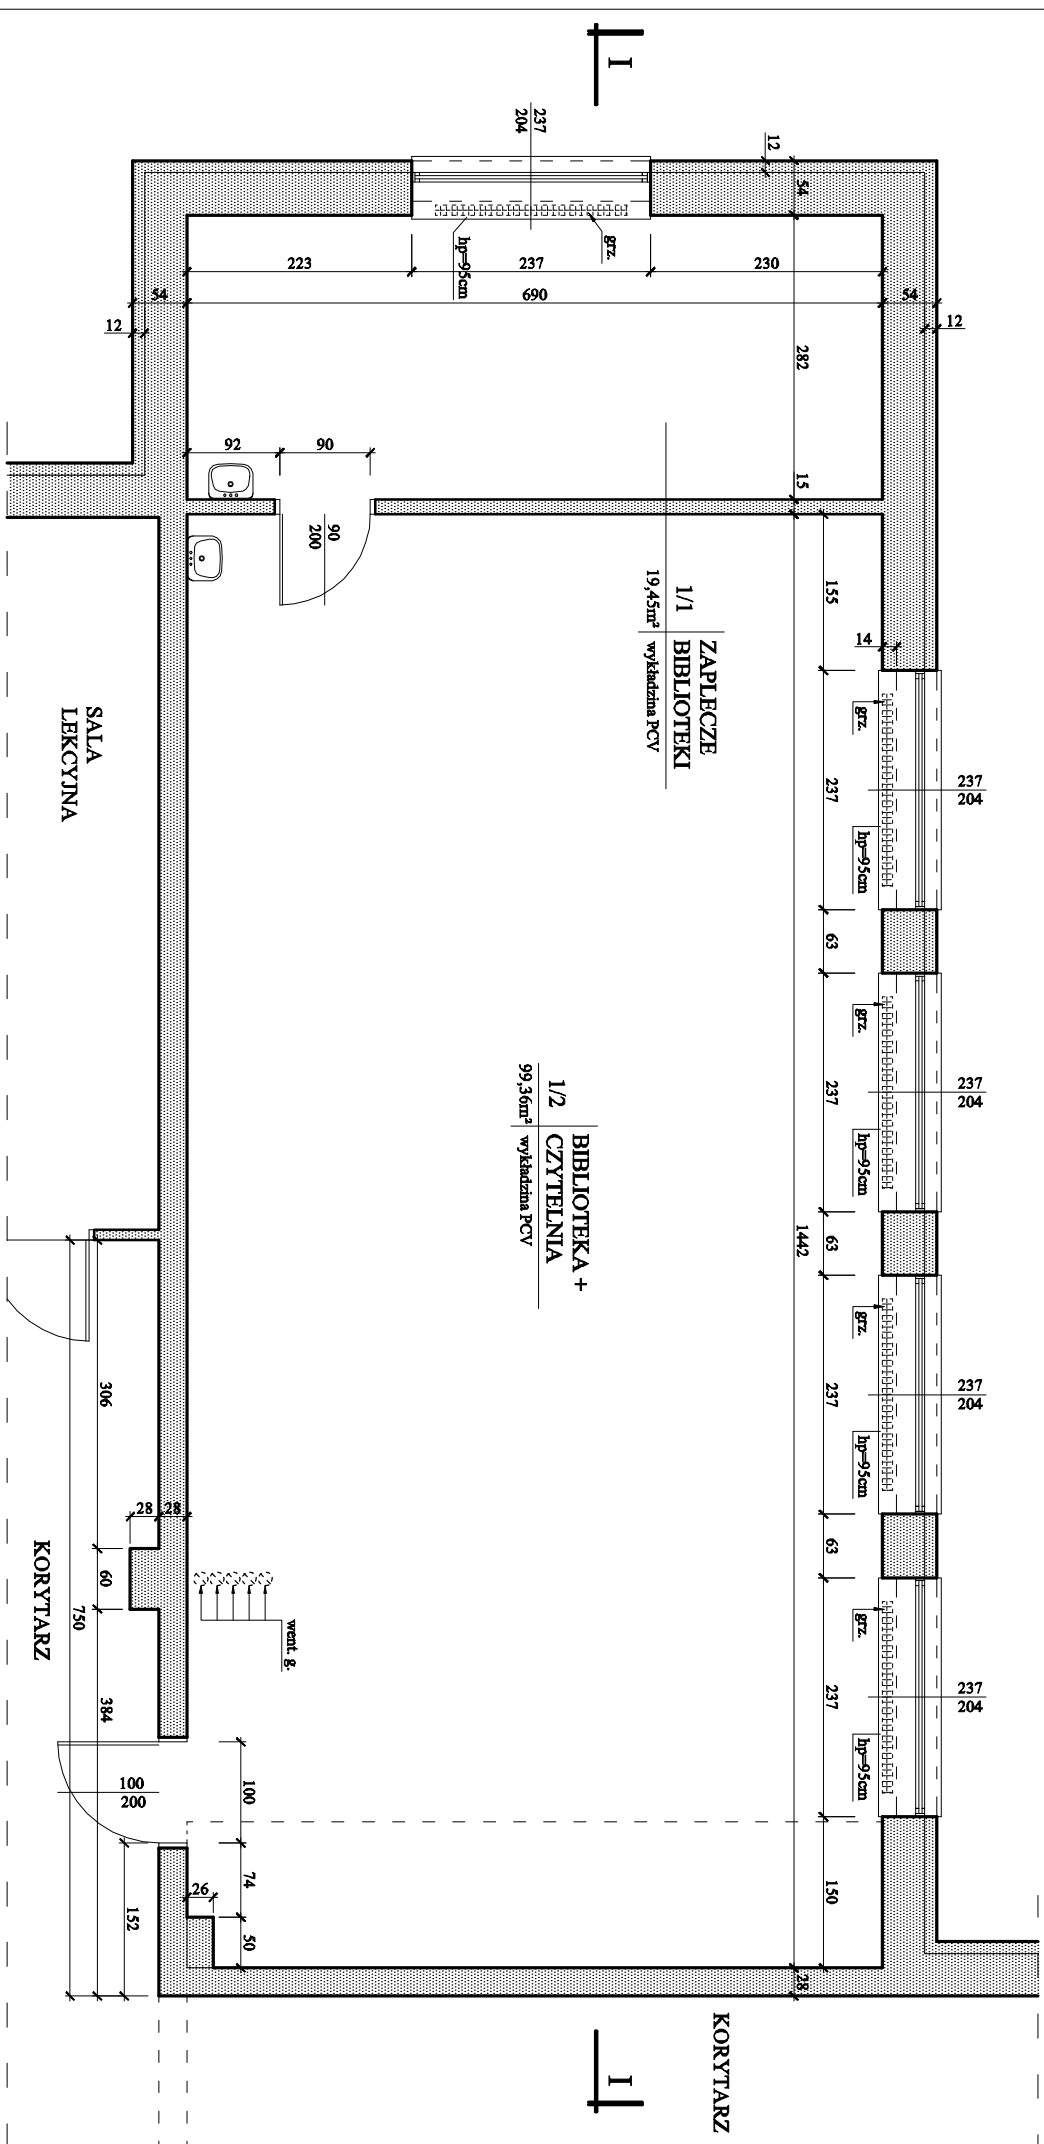 I
237
204
12
54
grz.
hp=95cm
223
237
230
54
690
54
12
12
282
92
90
15
90
200
155
1/1
ZAPLECZE
BIBLIOTEKI
19,45m²
wykładzina PCV
14
SALA
LEKCYJNA
grz.
237
237
204
hp=95cm
63
grz.
237
237
204
hp=95cm
1/2
BIBLIOTEKA +
CZYTELNIA
99,36m²
wykładzina PCV
1442
63
grz.
237
237
204
hp=95cm
306
28
28
63
60
750
KORYTARZ
went. g.
grz.
237
237
204
hp=95cm
384
100
200
100
74
26
150
152
50
28
KORYTARZ
I